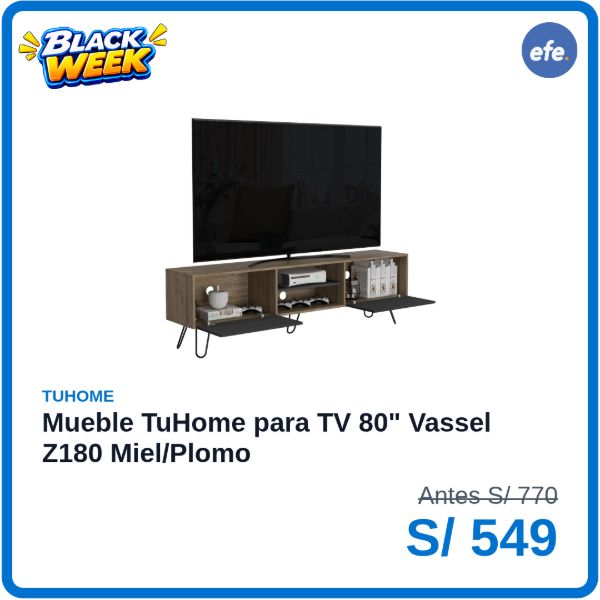 BLACK
WEEK
efe.
TUHOME
Mueble TuHome para TV 80" Vassel
Z180 Miel/Plomo
Antes S/ 770
S/ 549